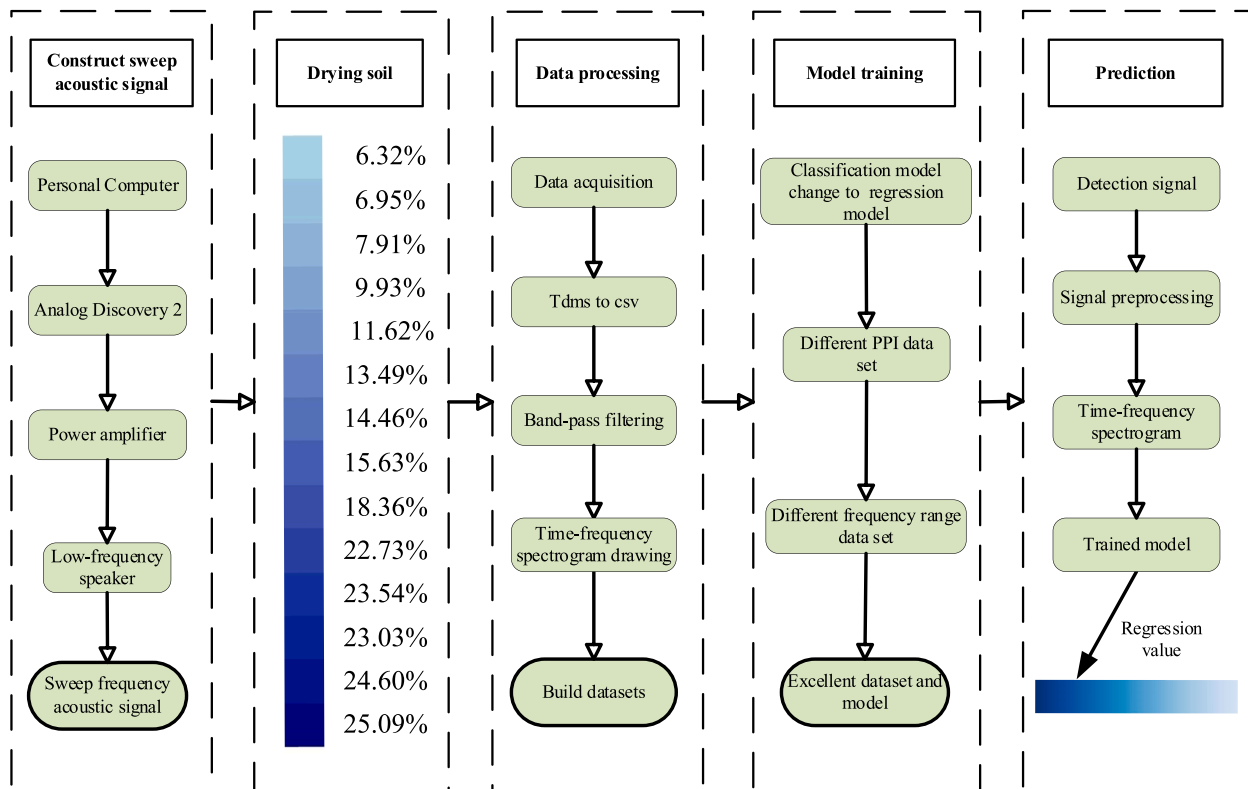 Construct sweep
acoustic signal
Personal Computer
Analog Discovery 2
Power amplifier
Low-frequency
speaker
Sweep frequency
acoustic signal
Drying soil
6.32%
6.95%
7.91%
9.93%
11.62%
13.49%
14.46%
15.63%
18.36%
22.73%
23.54%
23.03%
24.60%
25.09%
Data processing
Data acquisition
Tdms to csv
Band-pass filtering
Time-frequency
spectrogram drawing
Build datasets
Model training
Classification model
change to regression
model
Different PPI data
set
Different frequency range
data set
Excellent dataset and
model
Prediction
Detection signal
Signal preprocessing
Time-frequency
spectrogram
Trained model
Regression
value